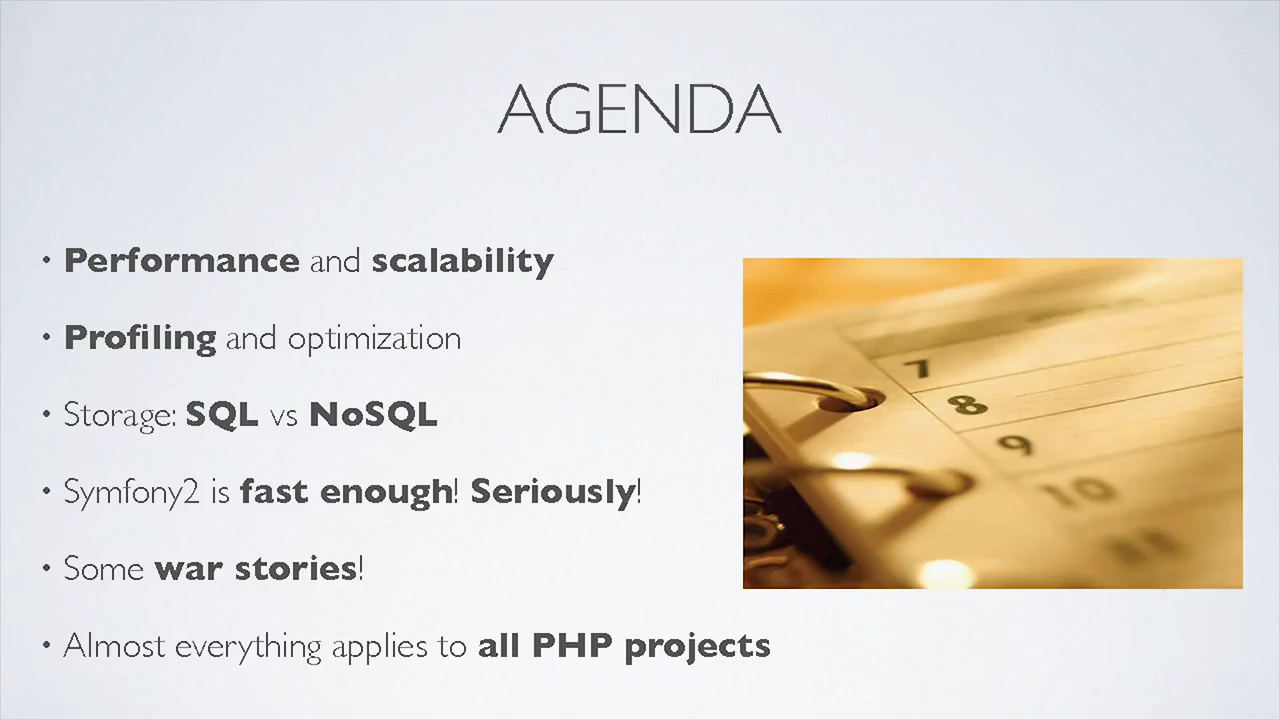 AGENDA
• Performance and scalability
• Profiling and optimization
• Storage: SQL vs NoSQL
• Symfony2 is fast enough! Seriously!
• Some war stories!
• Almost everything applies to all PHP projects
7
8
9
10